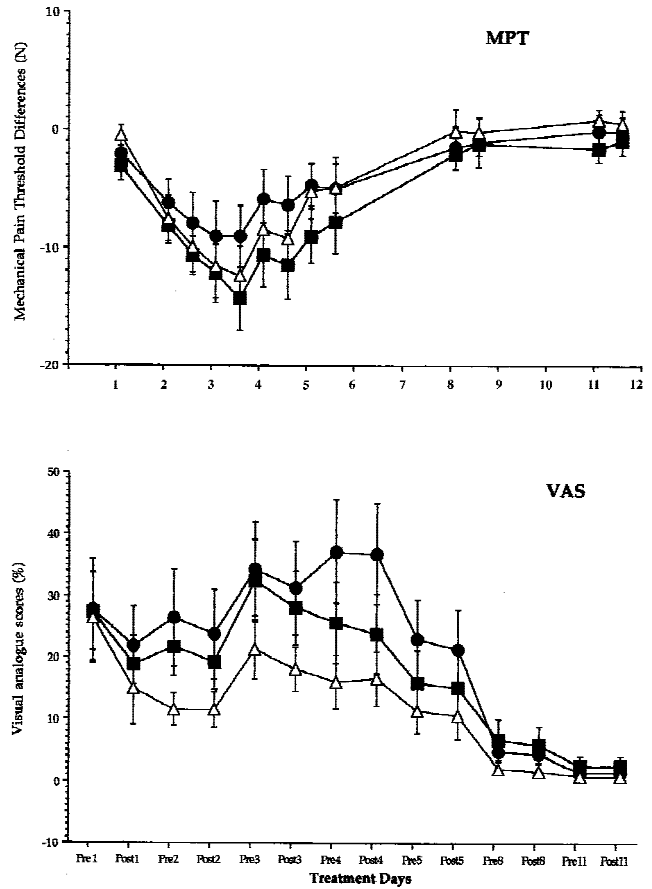 10
MPT
0
-10
-20
Mechanical Pain Threshold Differences (N)
1 2 3 4 5 6 7 8 9 10 11 12
50
VAS
40
30
20
10
0
-10
Visual analogue scores (%)
Pre1 Post1 Pre2 Post2 Pre3 Post3 Pre4 Post4 Pre5 Post5 Pre8 Post8 Pre11 Post11
Treatment Days